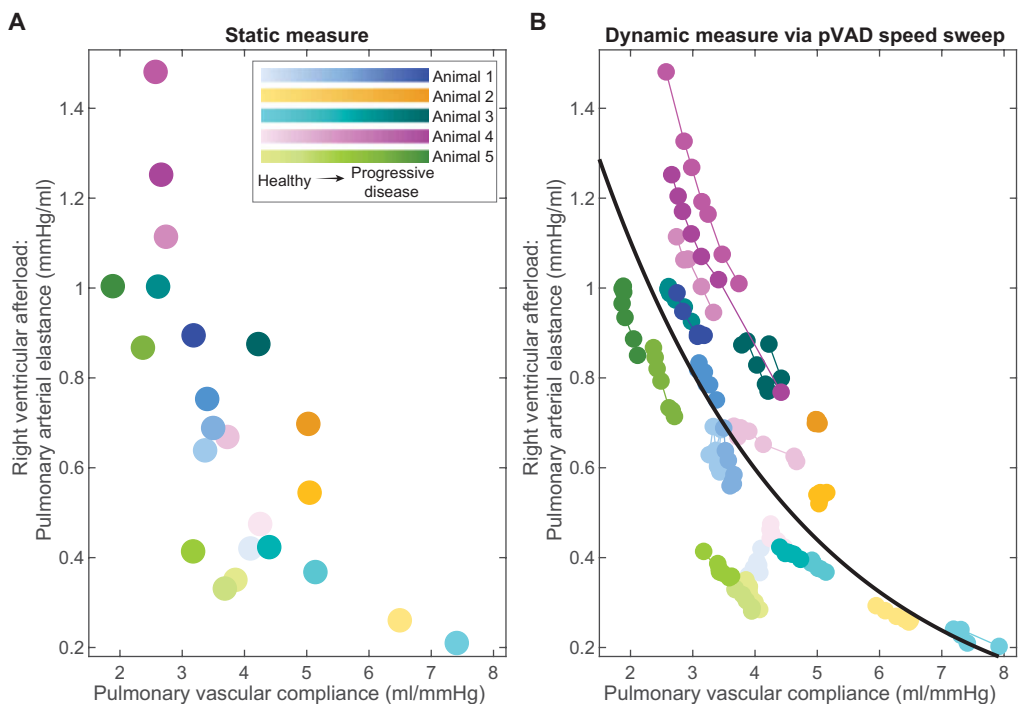 A
Static measure
Right ventricular afterload:
Pulmonary arterial elastance (mmHg/ml)
1.4
1.2
1
0.8
0.6
0.4
0.2
Animal 1
Animal 2
Animal 3
Animal 4
Animal 5
Healthy → Progressive
disease
2 3 4 5 6 7 8
Pulmonary vascular compliance (ml/mmHg)
B
Dynamic measure via pVAD speed sweep
Right ventricular afterload:
Pulmonary arterial elastance (mmHg/ml)
1.4
1.2
1
0.8
0.6
0.4
0.2
2 3 4 5 6 7 8
Pulmonary vascular compliance (ml/mmHg)